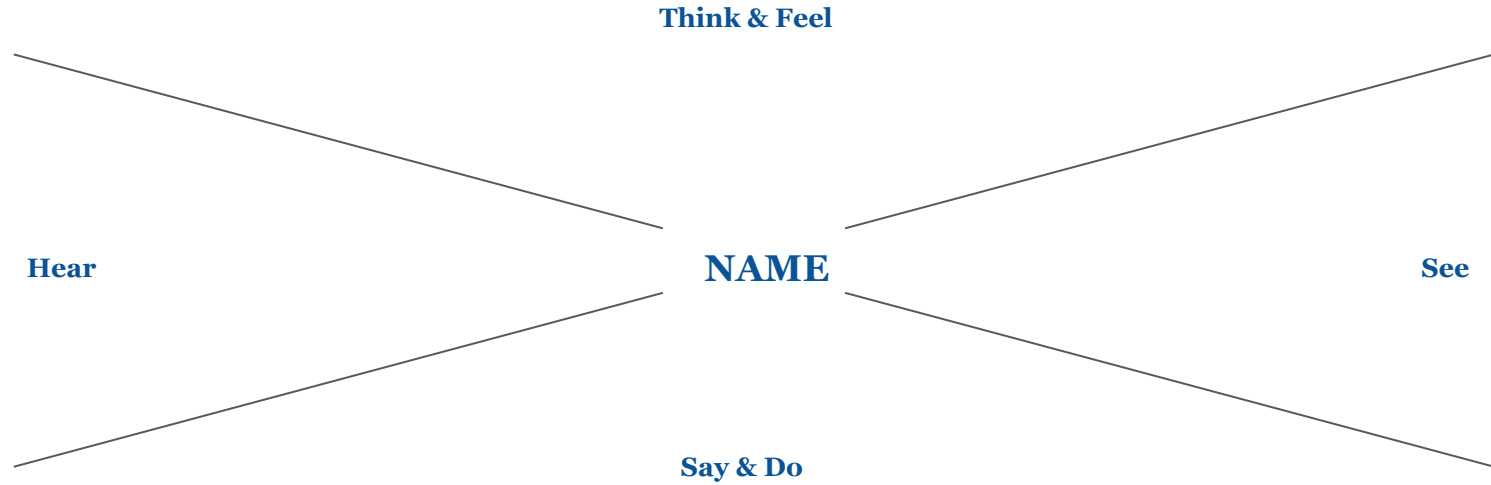 Think & Feel
Hear
NAME
See
Say & Do